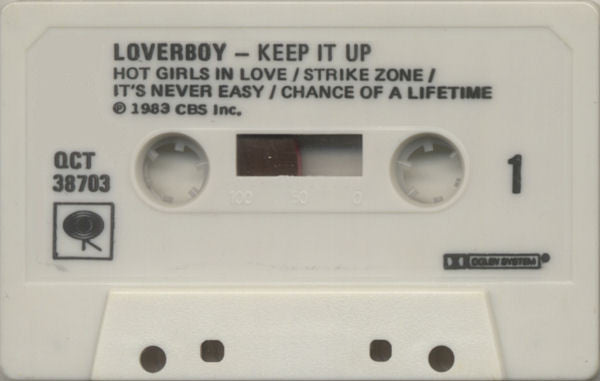 LOVERBOY – KEEP IT UP
HOT GIRLS IN LOVE / STRIKE ZONE /
IT'S NEVER EASY / CHANCE OF A LIFETIME
℗ 1983 CBS Inc.
QCT
38703
1
100 50 0
DOLBY SYSTEM ®